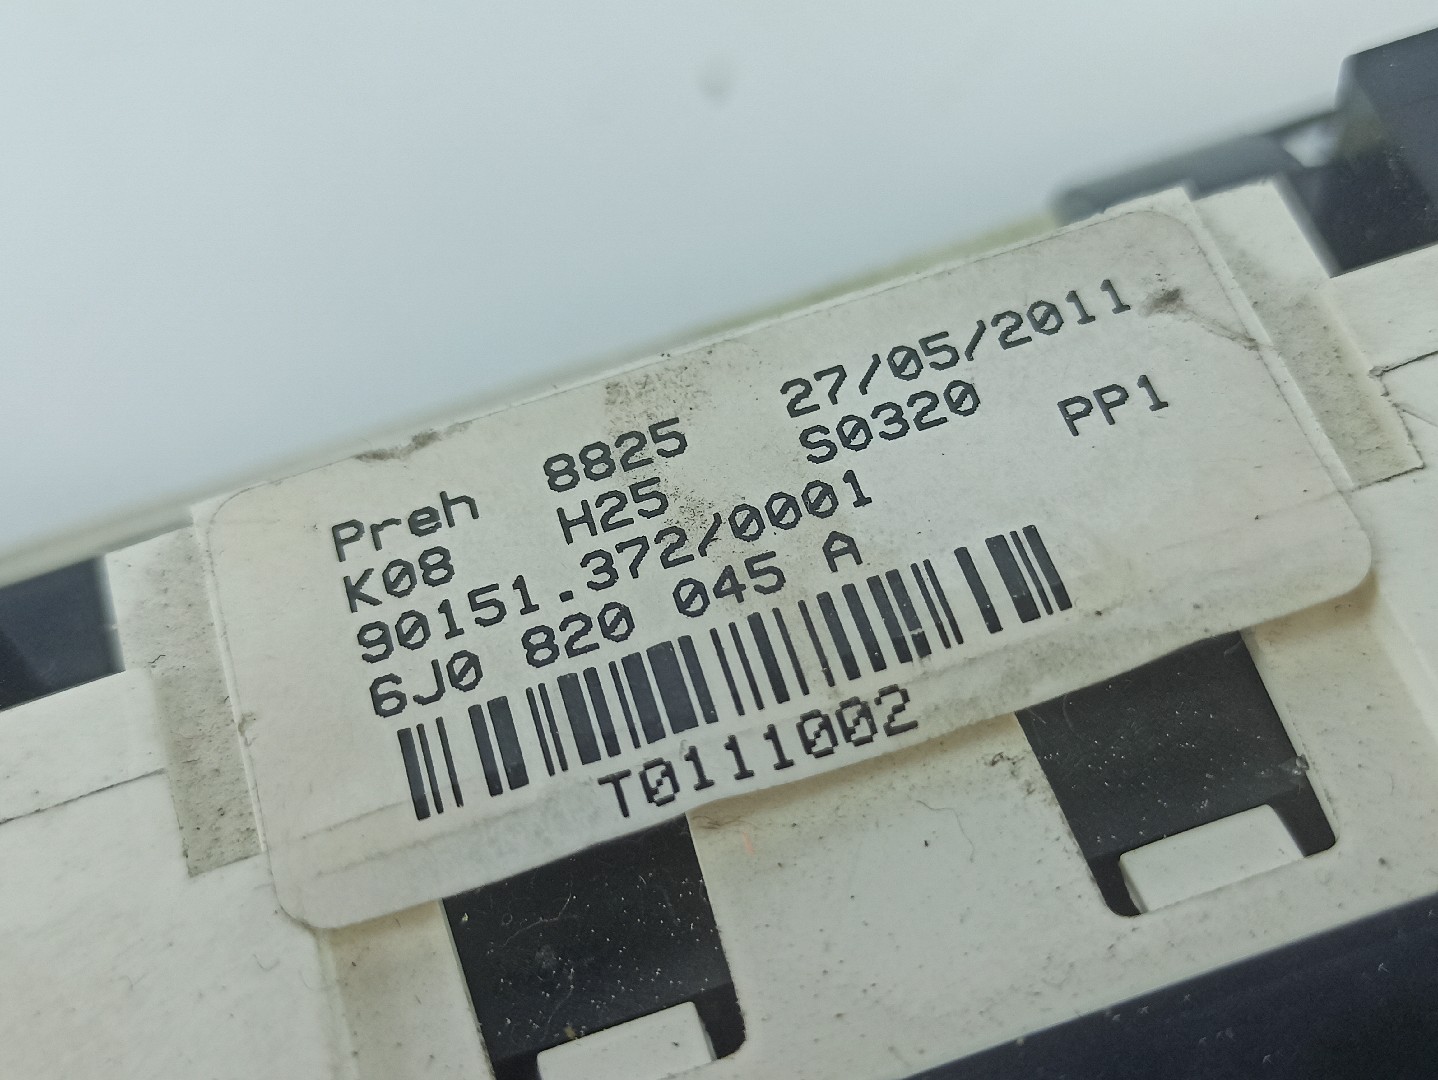 Preh 8825 27/05/2011
K08 H25 S0320 PP1
90151.372/0001
6J0 820 045 A
T0111002